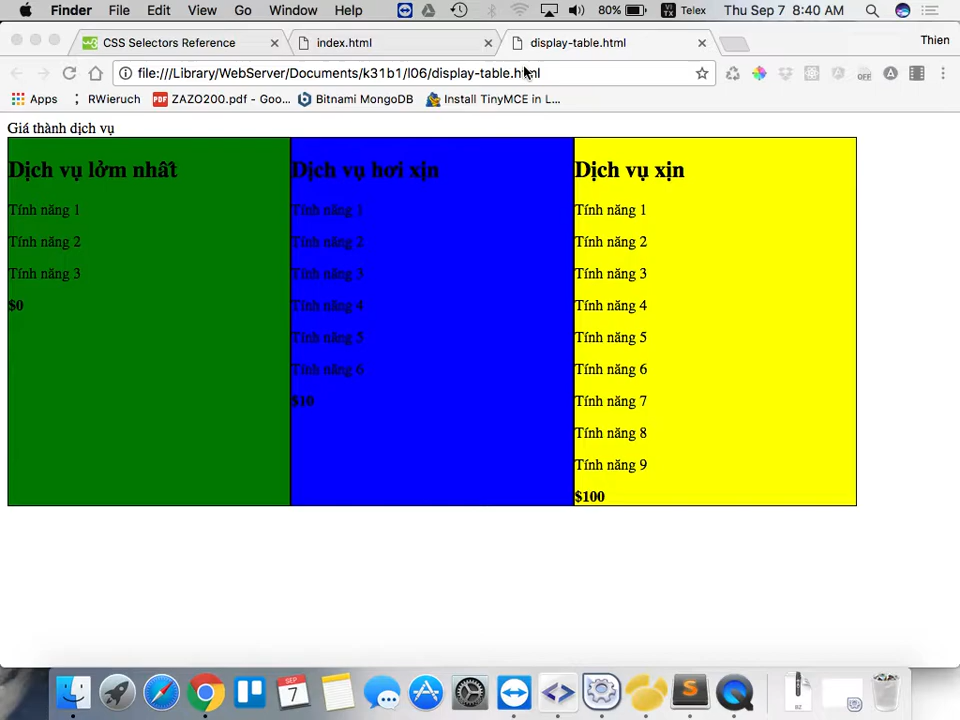 Finder File Edit View Go Window Help 80% VI TX Telex Thu Sep 7 8:40 AM
CSS Selectors Reference index.html display-table.html Thien
file:///Library/WebServer/Documents/k31b1/l06/display-table.html
Apps RWieruch PDF ZAZO200.pdf - Goo... Bitnami MongoDB Install TinyMCE in L...
Giá thành dịch vụ
Dịch vụ lởm nhất
Tính năng 1
Tính năng 2
Tính năng 3
$0
Dịch vụ hơi xịn
Tính năng 1
Tính năng 2
Tính năng 3
Tính năng 4
Tính năng 5
Tính năng 6
$10
Dịch vụ xịn
Tính năng 1
Tính năng 2
Tính năng 3
Tính năng 4
Tính năng 5
Tính năng 6
Tính năng 7
Tính năng 8
Tính năng 9
$100
SEP
7